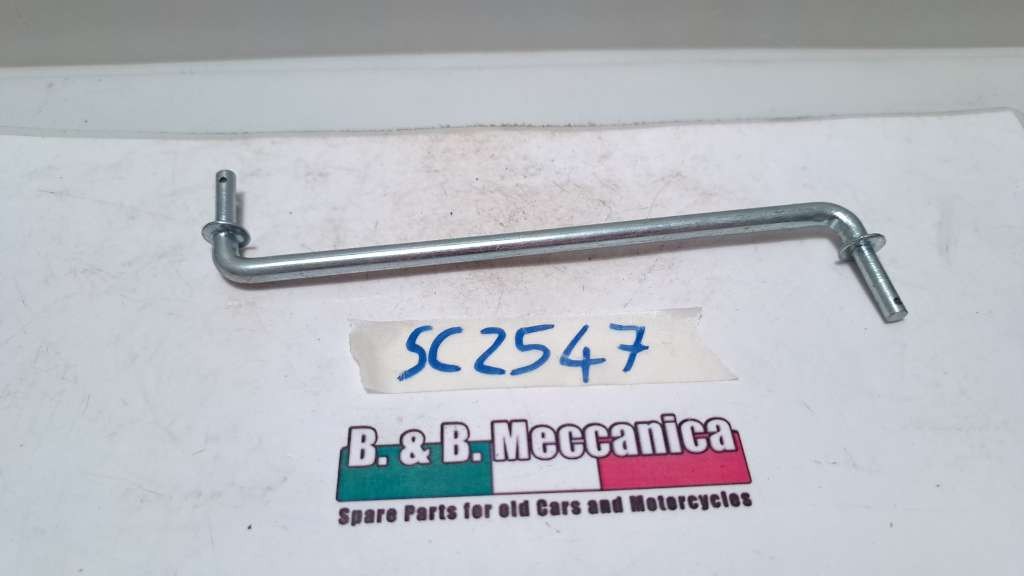 SC2547
B. & B. Meccanica
Spare Parts for old Cars and Motorcycles